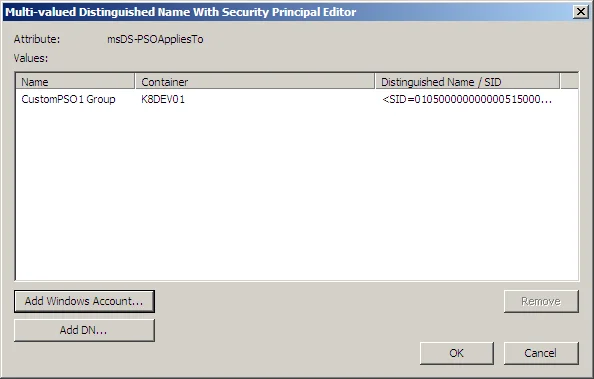 Multi-valued Distinguished Name With Security Principal Editor
Attribute: msDS-PSOAppliesTo
Values:
Name Container Distinguished Name / SID
CustomPSO1 Group K8DEV01 <SID=01050000000000515000...
Add Windows Account... Remove
Add DN...
OK Cancel